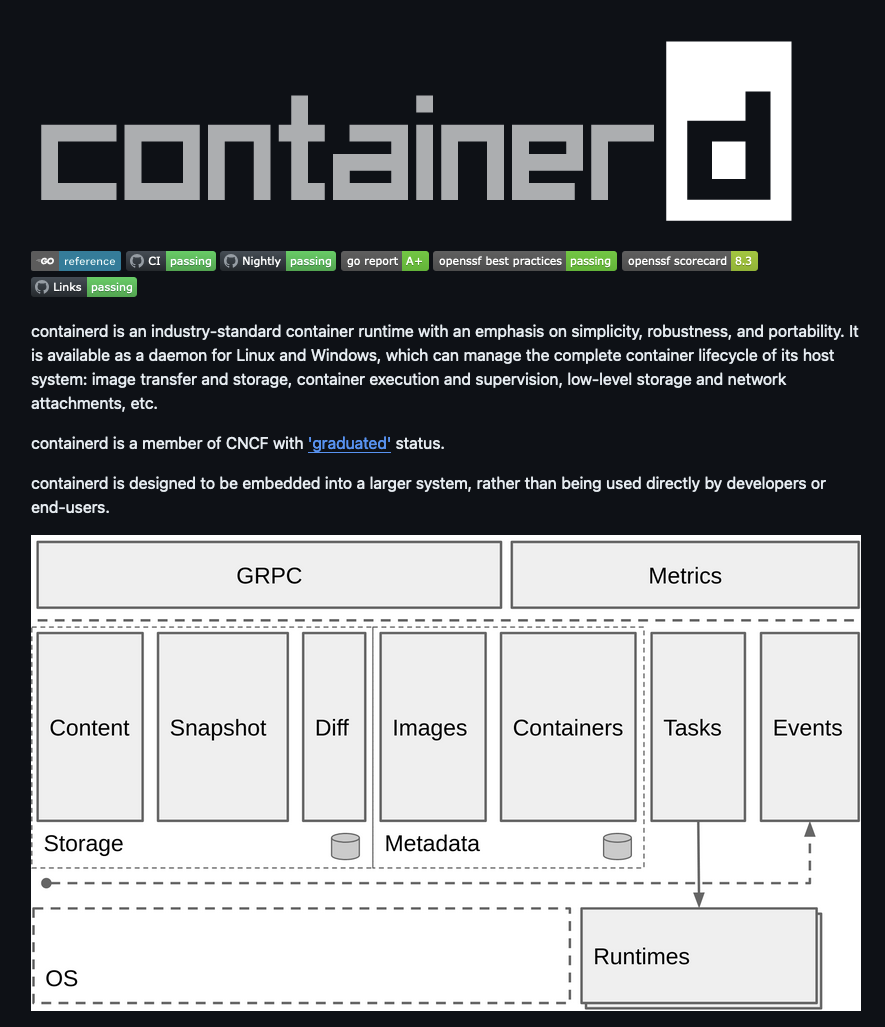 containerd
GO reference CI passing Nightly passing go report A+ openssf best practices passing openssf scorecard 8.3
Links passing
containerd is an industry-standard container runtime with an emphasis on simplicity, robustness, and portability. It
is available as a daemon for Linux and Windows, which can manage the complete container lifecycle of its host
system: image transfer and storage, container execution and supervision, low-level storage and network
attachments, etc.
containerd is a member of CNCF with 'graduated' status.
containerd is designed to be embedded into a larger system, rather than being used directly by developers or
end-users.
GRPC Metrics
Content Snapshot Diff Images Containers Tasks Events
Storage Metadata
Runtimes
OS